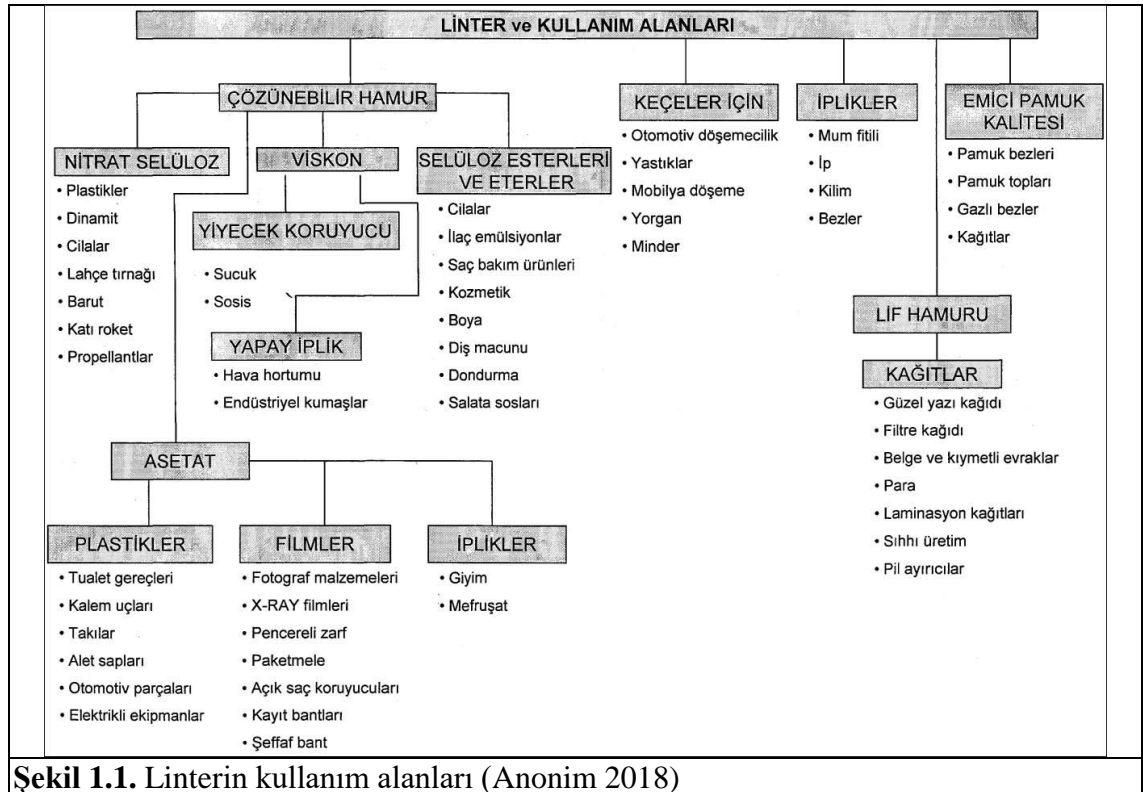 LİNTER ve KULLANIM ALANLARI
ÇÖZÜNEBİLİR HAMUR
NİTRAT SELÜLOZ
• Plastikler
• Dinamit
• Cilalar
• Lahçe tırnağı
• Barut
• Katı roket
• Propellantlar
VİSKON
YİYECEK KORUYUCU
• Sucuk
• Sosis
YAPAY İPLİK
• Hava hortumu
• Endüstriyel kumaşlar
SELÜLOZ ESTERLERİ
VE ETERLER
• Cilalar
• İlaç emülsiyonlar
• Saç bakım ürünleri
• Kozmetik
• Boya
• Diş macunu
• Dondurma
• Salata sosları
ASETAT
PLASTİKLER
• Tualet gereçleri
• Kalem uçları
• Takılar
• Alet sapları
• Otomotiv parçaları
• Elektrikli ekipmanlar
FİLMLER
• Fotograf malzemeleri
• X-RAY filmleri
• Pencereli zarf
• Paketmele
• Açık saç koruyucuları
• Kayıt bantları
• Şeffaf bant
İPLİKLER
• Giyim
• Mefruşat
KEÇELER İÇİN
• Otomotiv döşemecilik
• Yastıklar
• Mobilya döşeme
• Yorgan
• Minder
İPLİKLER
• Mum fitili
• İp
• Kilim
• Bezler
EMİCİ PAMUK
KALİTESİ
• Pamuk bezleri
• Pamuk topları
• Gazlı bezler
• Kağıtlar
LİF HAMURU
KAĞITLAR
• Güzel yazı kağıdı
• Filtre kağıdı
• Belge ve kıymetli evraklar
• Para
• Laminasyon kağıtları
• Sıhhı üretim
• Pil ayırıcılar
Şekil 1.1. Linterin kullanım alanları (Anonim 2018)